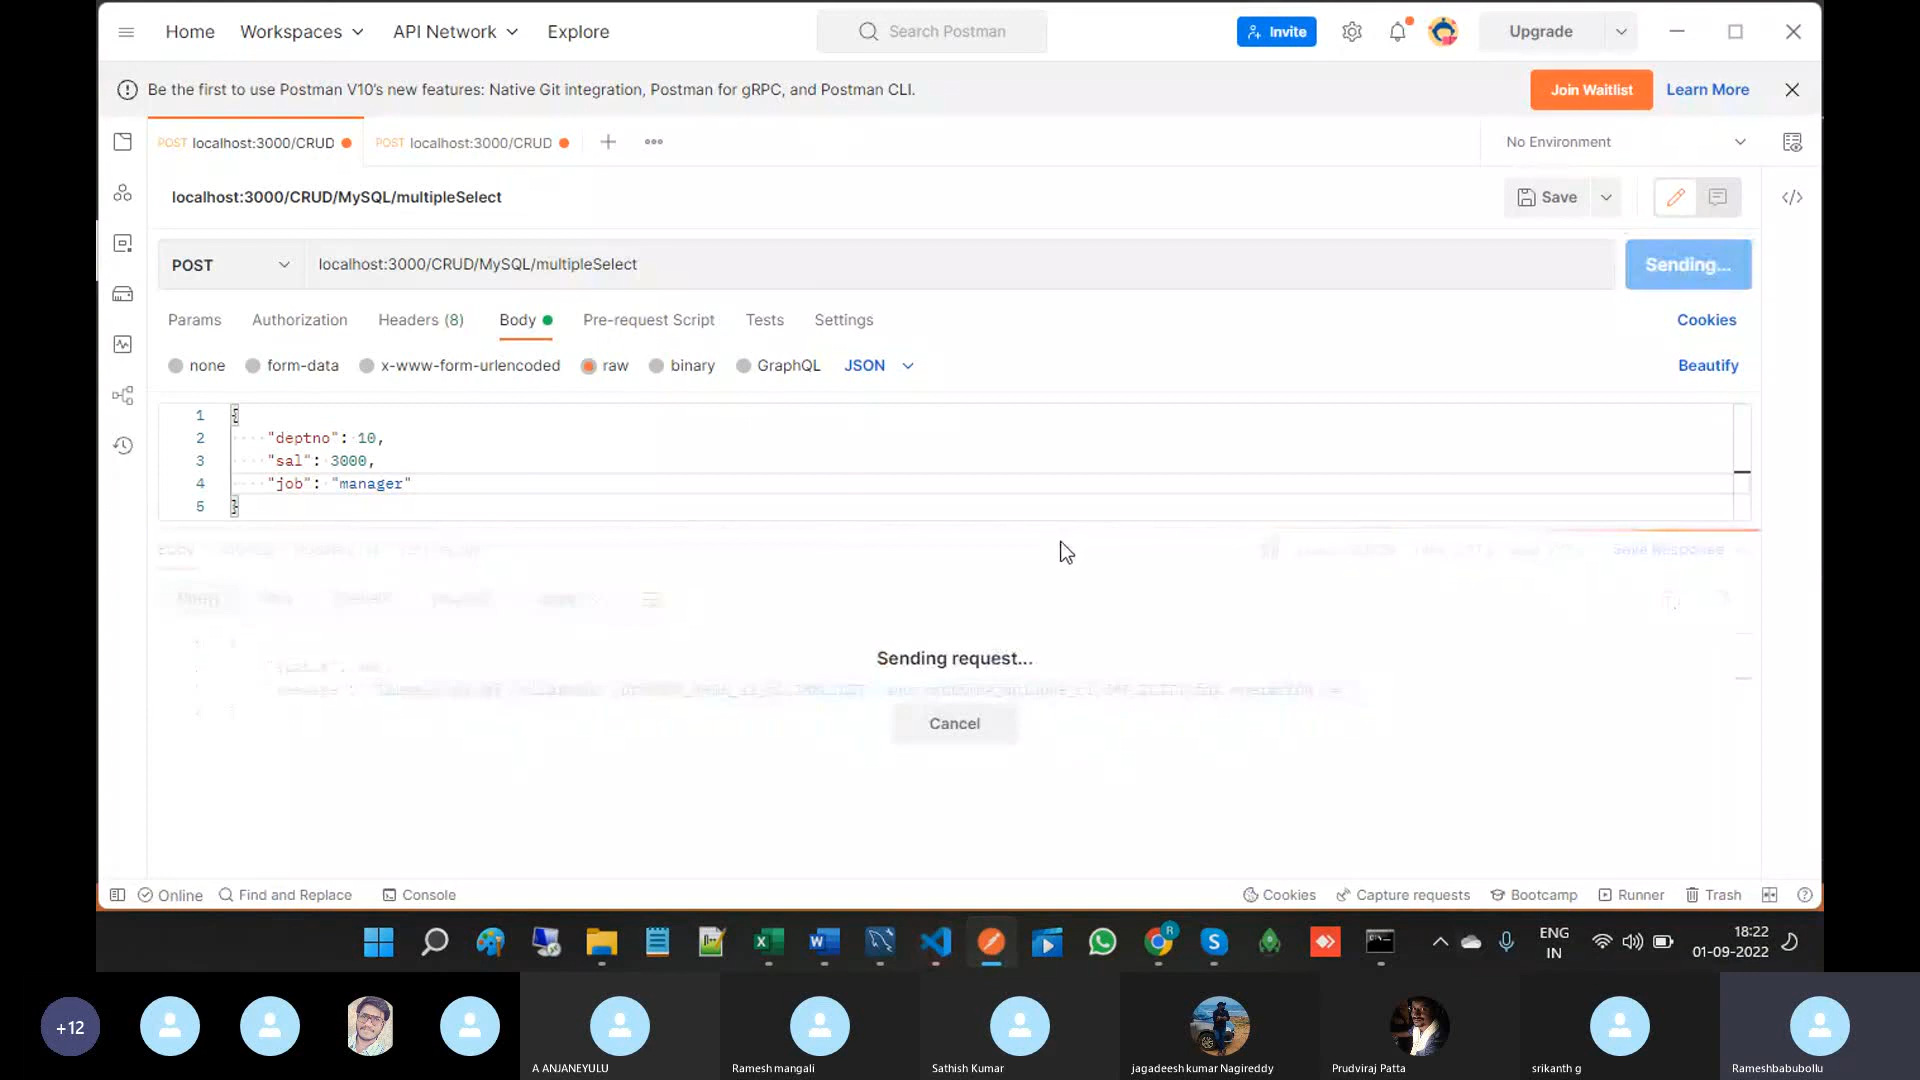 Home Workspaces API Network Explore Search Postman Invite Upgrade
Be the first to use Postman V10's new features: Native Git integration, Postman for gRPC, and Postman CLI. Join Waitlist Learn More
POST localhost:3000/CRUD POST localhost:3000/CRUD No Environment
localhost:3000/CRUD/MySQL/multipleSelect Save
POST localhost:3000/CRUD/MySQL/multipleSelect Sending...
Params Authorization Headers (8) Body Pre-request Script Tests Settings Cookies
none form-data x-www-form-urlencoded raw binary GraphQL JSON Beautify
1 {
2 "deptno": 10,
3 "sal": 3000,
4 "job": "manager"
5 }
Save Response
Sending request...
Cancel
Online Find and Replace Console Cookies Capture requests Bootcamp Runner Trash
ENG
IN
18:22
01-09-2022
+12
A ANJANEYULU Ramesh mangali Sathish Kumar jagadeesh kumar Nagireddy Prudviraj Patta srikanth g Rameshbabubollu